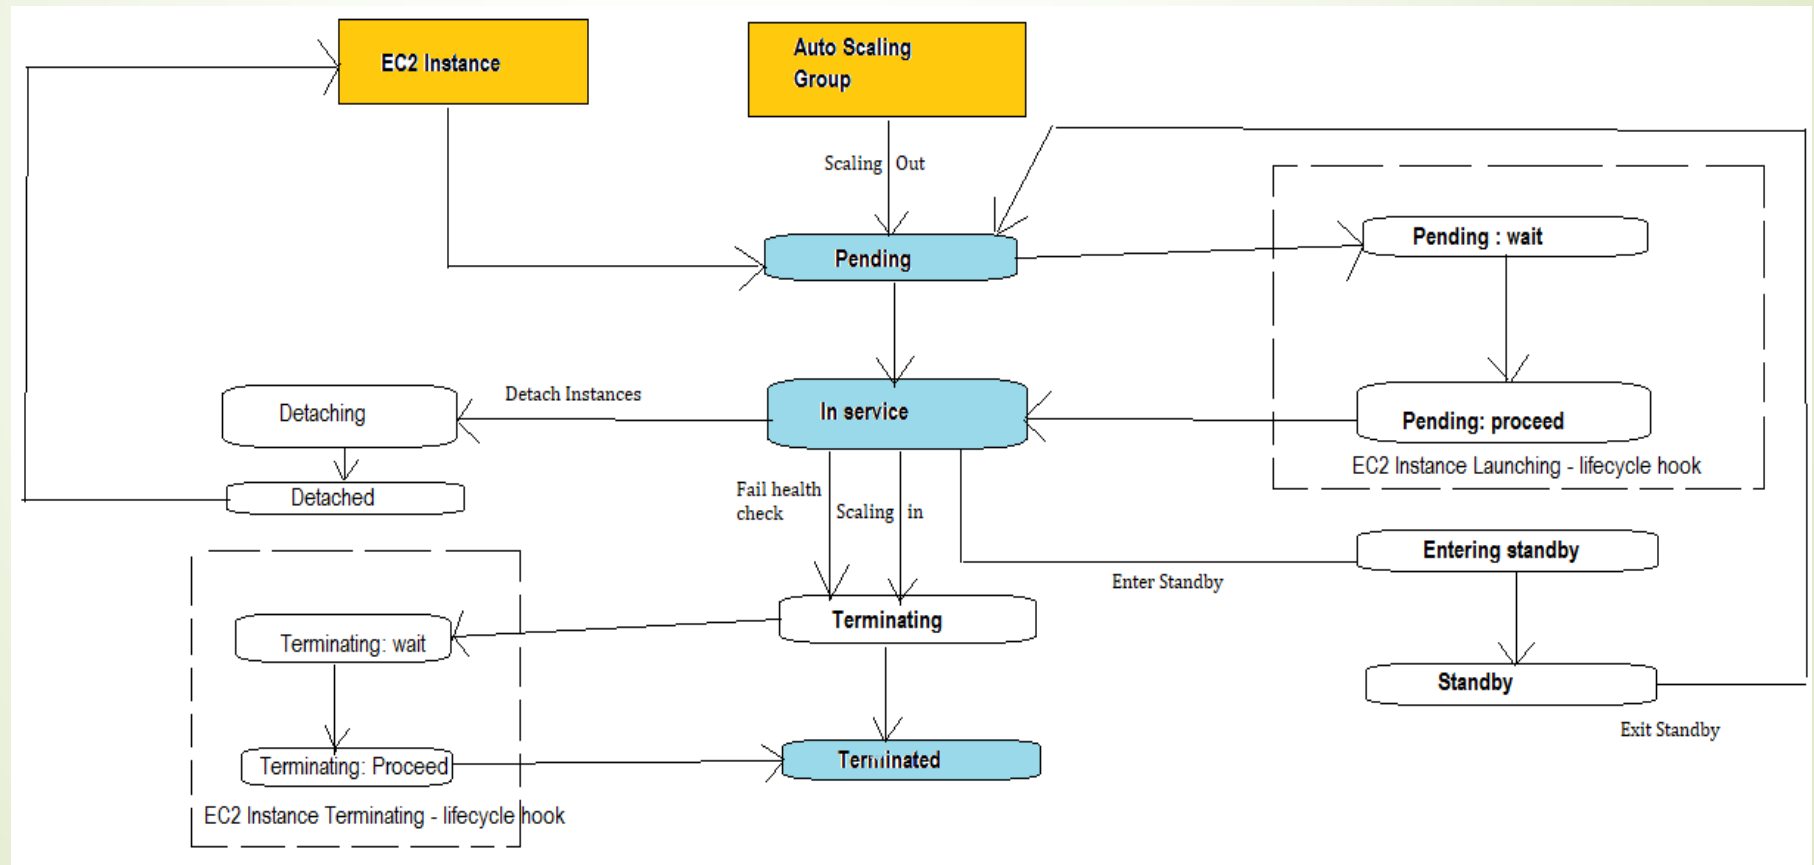 EC2 Instance
Auto Scaling
Group
Scaling Out
Pending
Pending : wait
Pending: proceed
EC2 Instance Launching - lifecycle hook
In service
Detach Instances
Detaching
Detached
Fail health
check
Scaling in
Enter Standby
Entering standby
Standby
Exit Standby
Terminating
Terminating: wait
Terminating: Proceed
EC2 Instance Terminating - lifecycle hook
Terminated